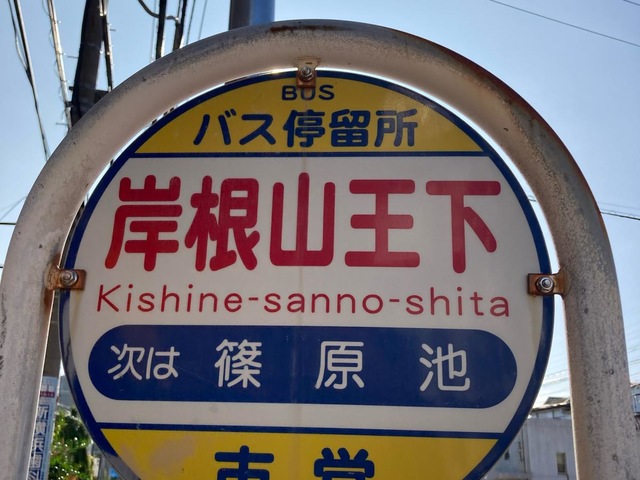 BUS
バス停留所
岸根山王下
Kishine-sanno-shita
次は 篠原池
市営